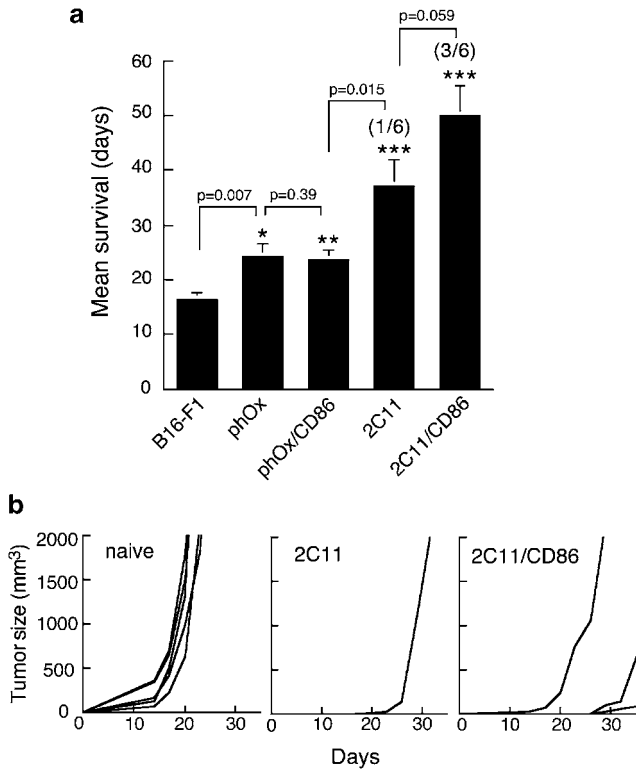 a
p=0.059
(3/6)
***
p=0.015
(1/6)
***
p=0.007
p=0.39
*
**
Mean survival (days)
60
50
40
30
20
10
0
B16-F1
phOx
phOx/CD86
2C11
2C11/CD86
b
Tumor size (mm³)
2000
1500
1000
500
0
naive
2C11
2C11/CD86
0 10 20 30
0 10 20 30
0 10 20 30
Days